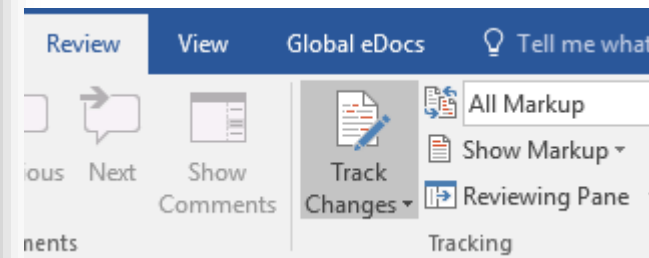 Review View Global eDocs Tell me what
All Markup
Show Markup
ious Next Show Comments Track Changes Reviewing Pane
ments Tracking